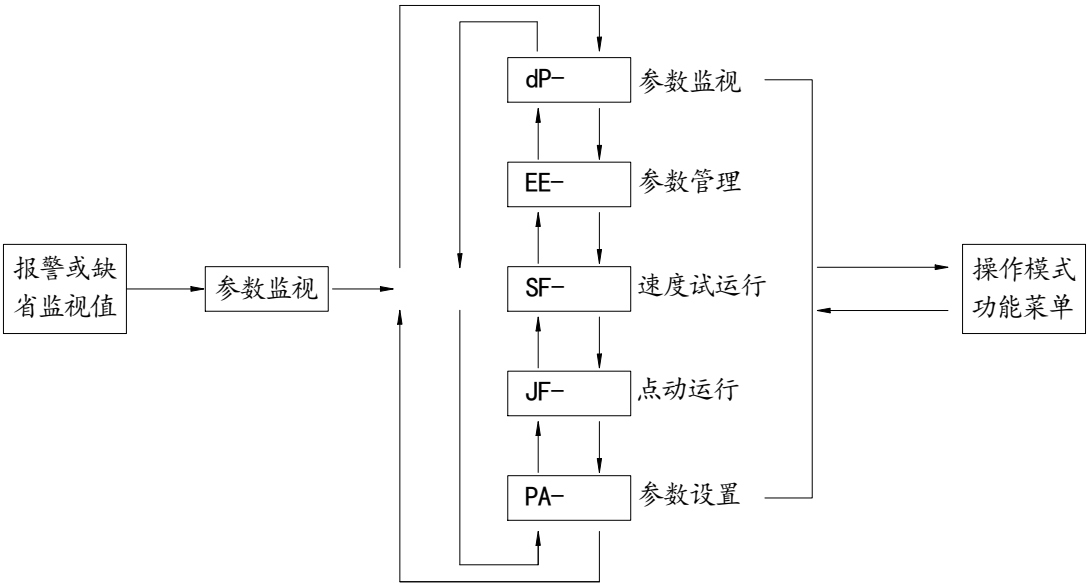 dP- 参数监视
EE- 参数管理
报警或缺
省监视值
参数监视
SF- 速度试运行
操作模式
功能菜单
JF- 点动运行
PA- 参数设置